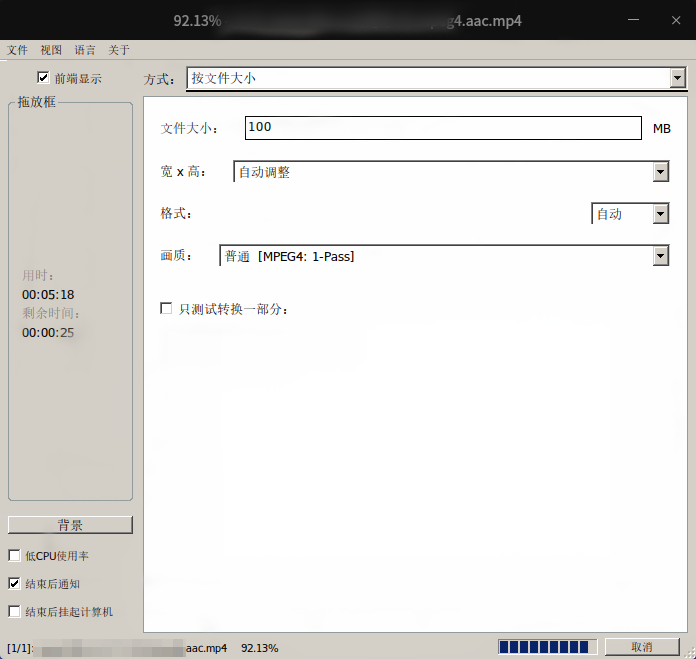 92.13% g4.aac.mp4
文件 视图 语言 关于
前端显示
方式： 按文件大小
拖放框
文件大小： 100 MB
宽 x 高： 自动调整
格式： 自动
画质： 普通 [MPEG4: 1-Pass]
只测试转换一部分：
用时：
00:05:18
剩余时间：
00:00:25
背景
低CPU使用率
结束后通知
结束后挂起计算机
[1/1]: aac.mp4 92.13% 取消